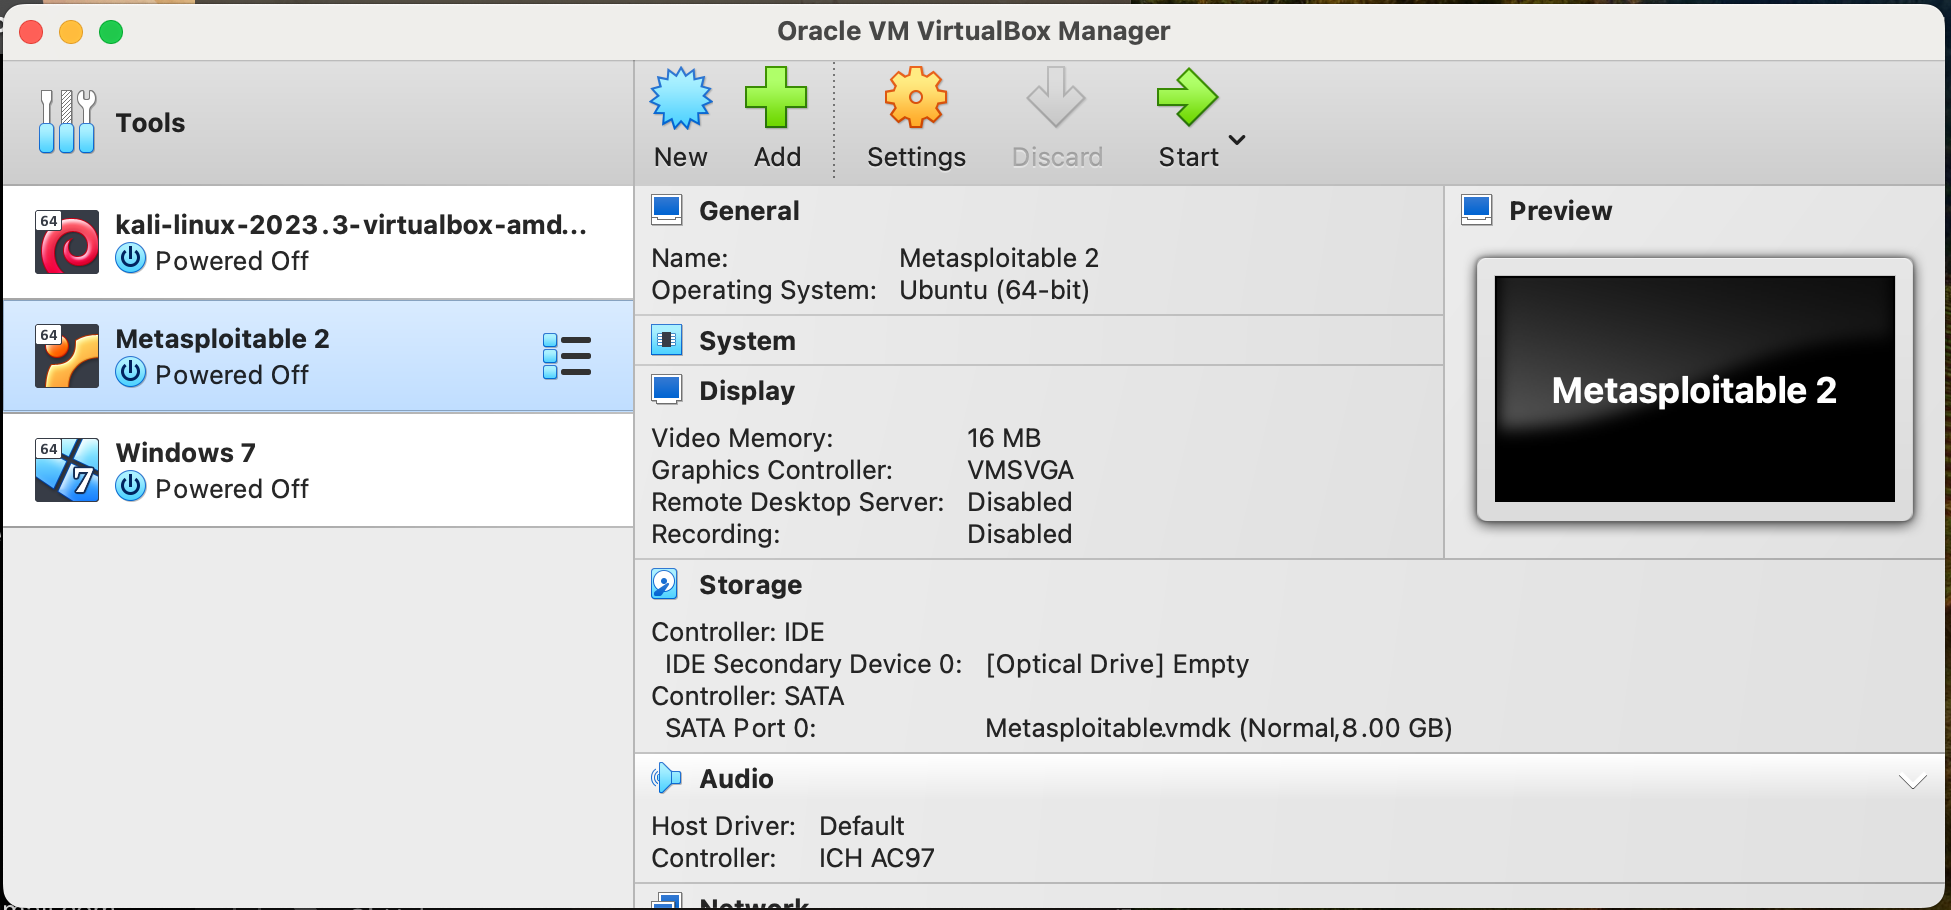 Oracle VM VirtualBox Manager
Tools
New
Add
Settings
Discard
Start
64
kali-linux-2023.3-virtualbox-amd...
Powered Off
64
Metasploitable 2
Powered Off
64
7
Windows 7
Powered Off
General
Name: Metasploitable 2
Operating System: Ubuntu (64-bit)
System
Display
Video Memory: 16 MB
Graphics Controller: VMSVGA
Remote Desktop Server: Disabled
Recording: Disabled
Preview
Metasploitable 2
Storage
Controller: IDE
IDE Secondary Device 0: [Optical Drive] Empty
Controller: SATA
SATA Port 0: Metasploitable.vmdk (Normal,8.00 GB)
Audio
Host Driver: Default
Controller: ICH AC97
Network